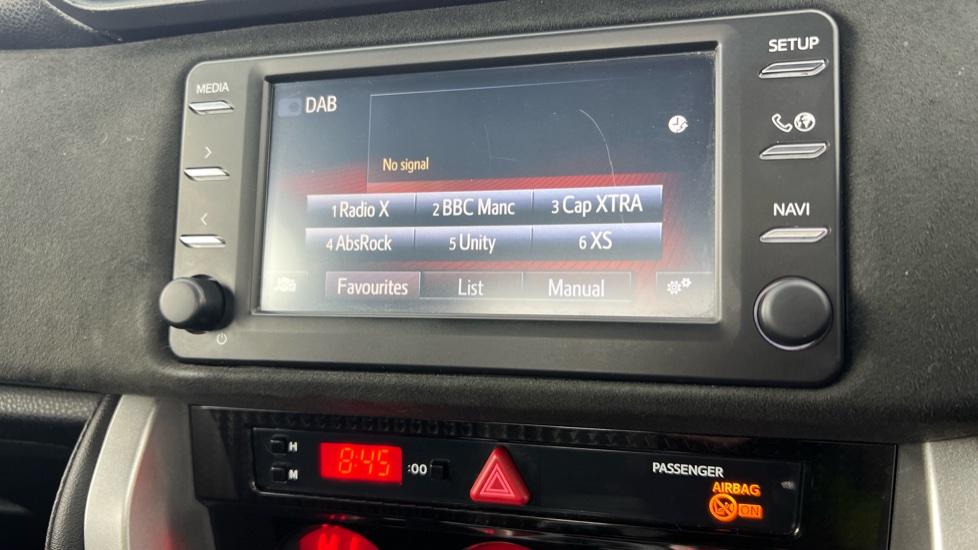 SETUP
MEDIA
DAB
No signal
NAVI
1 Radio X 2 BBC Manc 3 Cap XTRA
4 AbsRock 5 Unity 6 XS
Favourites List Manual
H
M
8:45 :00
PASSENGER
AIRBAG
ON